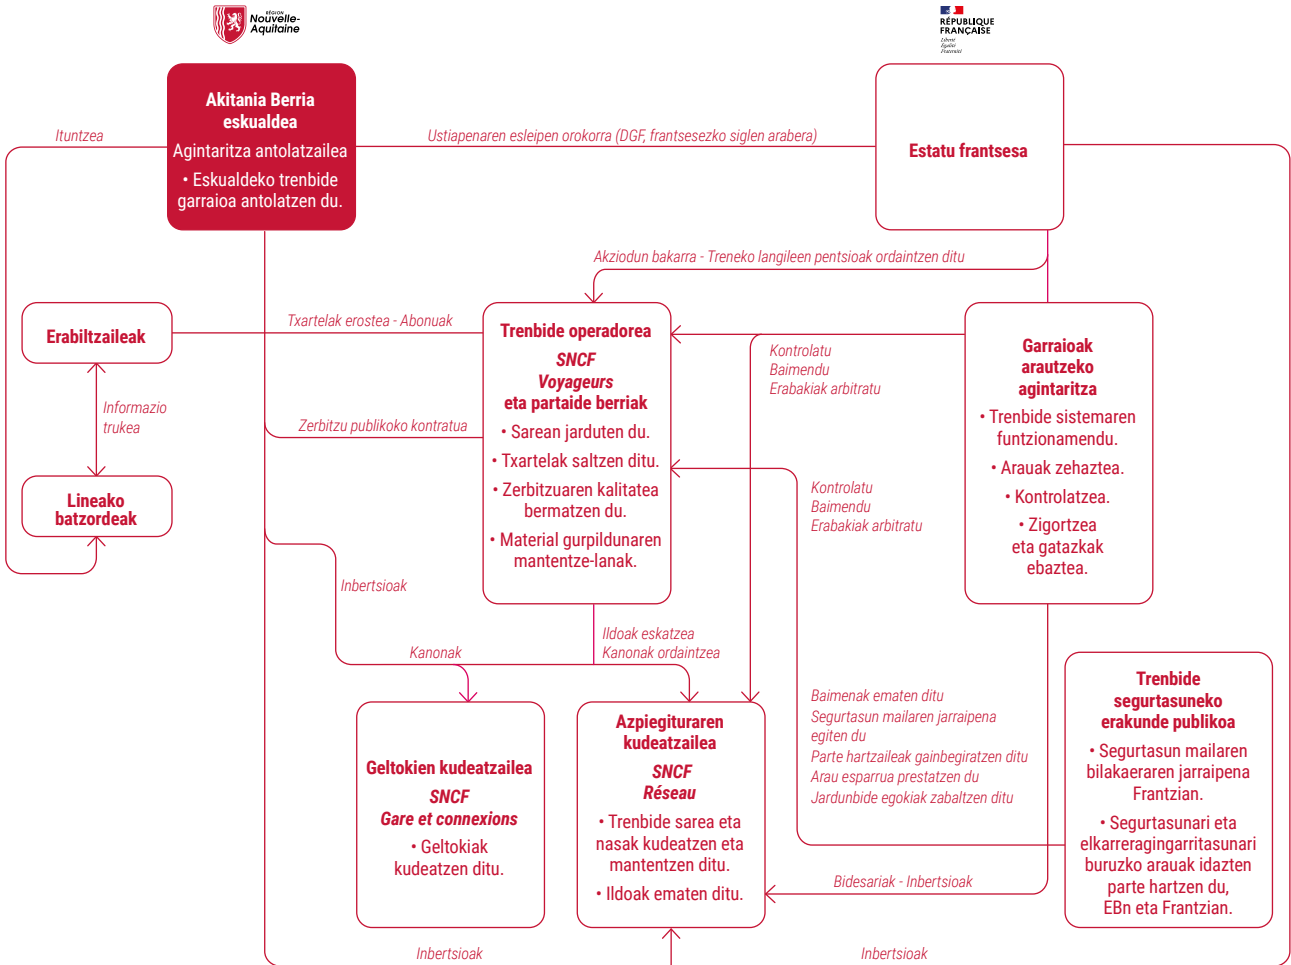 RÉGION
Nouvelle-
Aquitaine
RÉPUBLIQUE
FRANÇAISE
Liberté
Égalité
Fraternité
Akitania Berria
eskualdea
Agintaritza antolatzailea
• Eskualdeko trenbide
garraioa antolatzen du.
Ituntzea
Ustiapenaren esleipen orokorra (DGF, frantsesezko siglen arabera)
Estatu frantsesa
Akziodun bakarra - Treneko langileen pentsioak ordaintzen ditu
Erabiltzaileak
Txartelak erostea - Abonuak
Informazio
trukea
Lineako
batzordeak
Zerbitzu publikoko kontratua
Trenbide operadorea
SNCF
Voyageurs
eta partaide berriak
• Sarean jarduten du.
• Txartelak saltzen ditu.
• Zerbitzuaren kalitatea
bermatzen du.
• Material gurpildunaren
mantentze-lanak.
Kontrolatu
Baimendu
Erabakiak arbitratu
Garraioak
arautzeko
agintaritza
• Trenbide sistemaren
funtzionamendu.
• Arauak zehaztea.
• Kontrolatzea.
• Zigortzea
eta gatazkak
ebaztea.
Kontrolatu
Baimendu
Erabakiak arbitratu
Inbertsioak
Kanonak
Ildoak eskatzea
Kanonak ordaintzea
Geltokien kudeatzailea
SNCF
Gare et connexions
• Geltokiak
kudeatzen ditu.
Azpiegituraren
kudeatzailea
SNCF
Réseau
• Trenbide sarea eta
nasak kudeatzen eta
mantentzen ditu.
• Ildoak ematen ditu.
Baimenak ematen ditu
Segurtasun mailaren jarraipena
egiten du
Parte hartzaileak gainbegiratzen ditu
Arau esparrua prestatzen du
Jardunbide egokiak zabaltzen ditu
Trenbide
segurtasuneko
erakunde publikoa
• Segurtasun mailaren
bilakaeraren jarraipena
Frantzian.
• Segurtasunari eta
elkarreragingarritasunari
buruzko arauak idazten
parte hartzen du,
EBn eta Frantzian.
Bidesariak - Inbertsioak
Inbertsioak
Inbertsioak